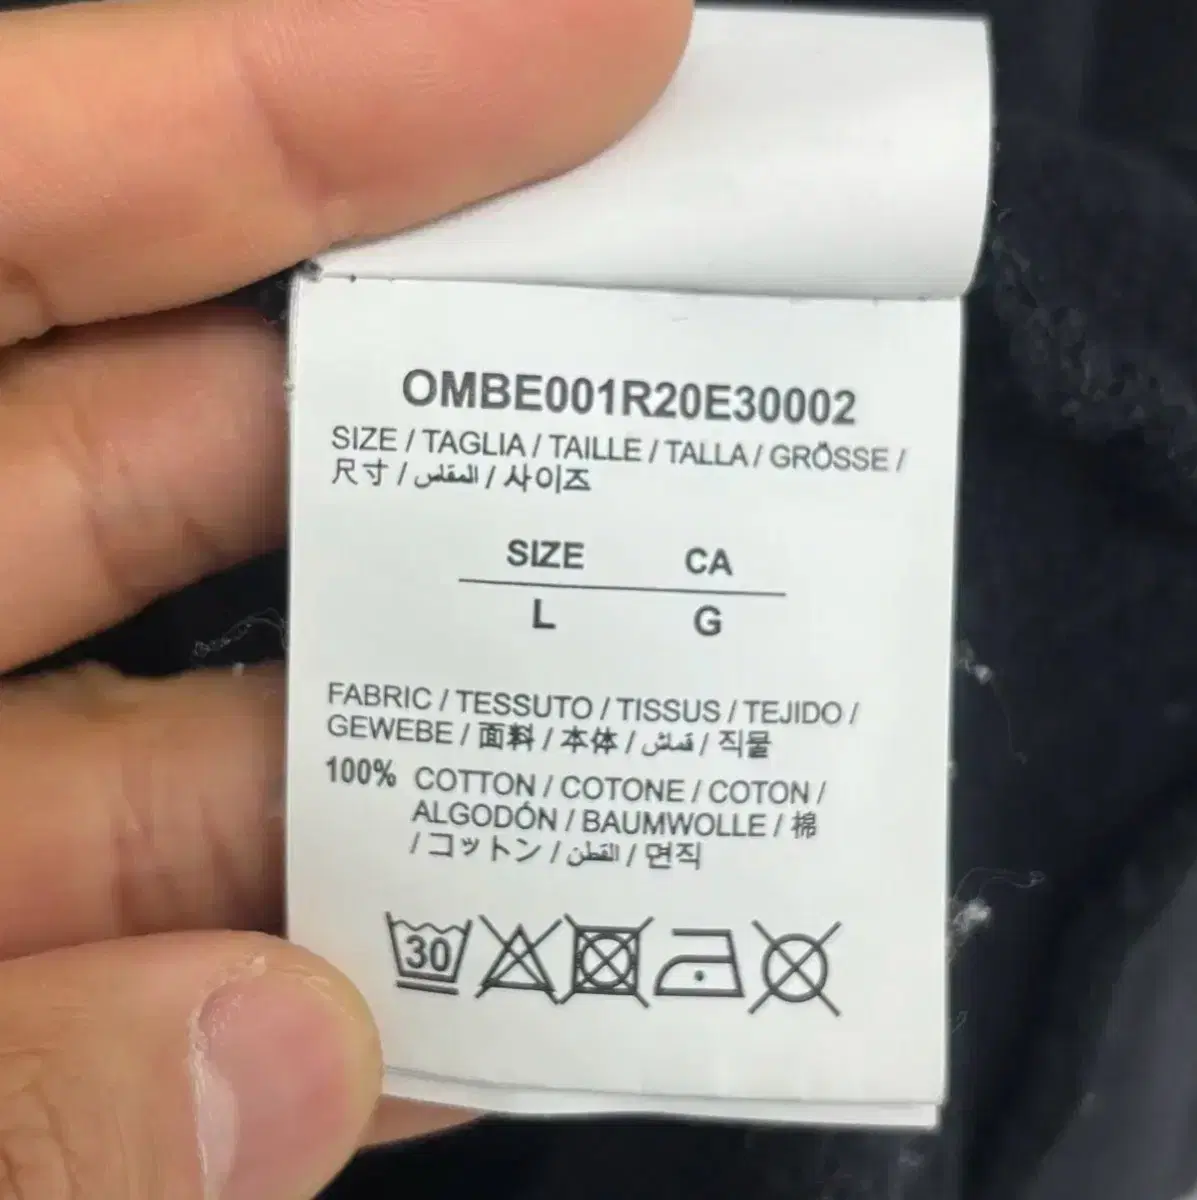 OMBE001R20E30002
SIZE / TAGLIA / TAILLE / TALLA / GRÖSSE /
尺寸 / المقاس / 사이즈
SIZE CA
L G
FABRIC / TESSUTO / TISSUS / TEJIDO /
GEWEBE / 面料 / 本体 / قماش / 직물
100% COTTON / COTONE / COTON /
ALGODÓN / BAUMWOLLE / 棉
/ コットン / القطن / 면직
30